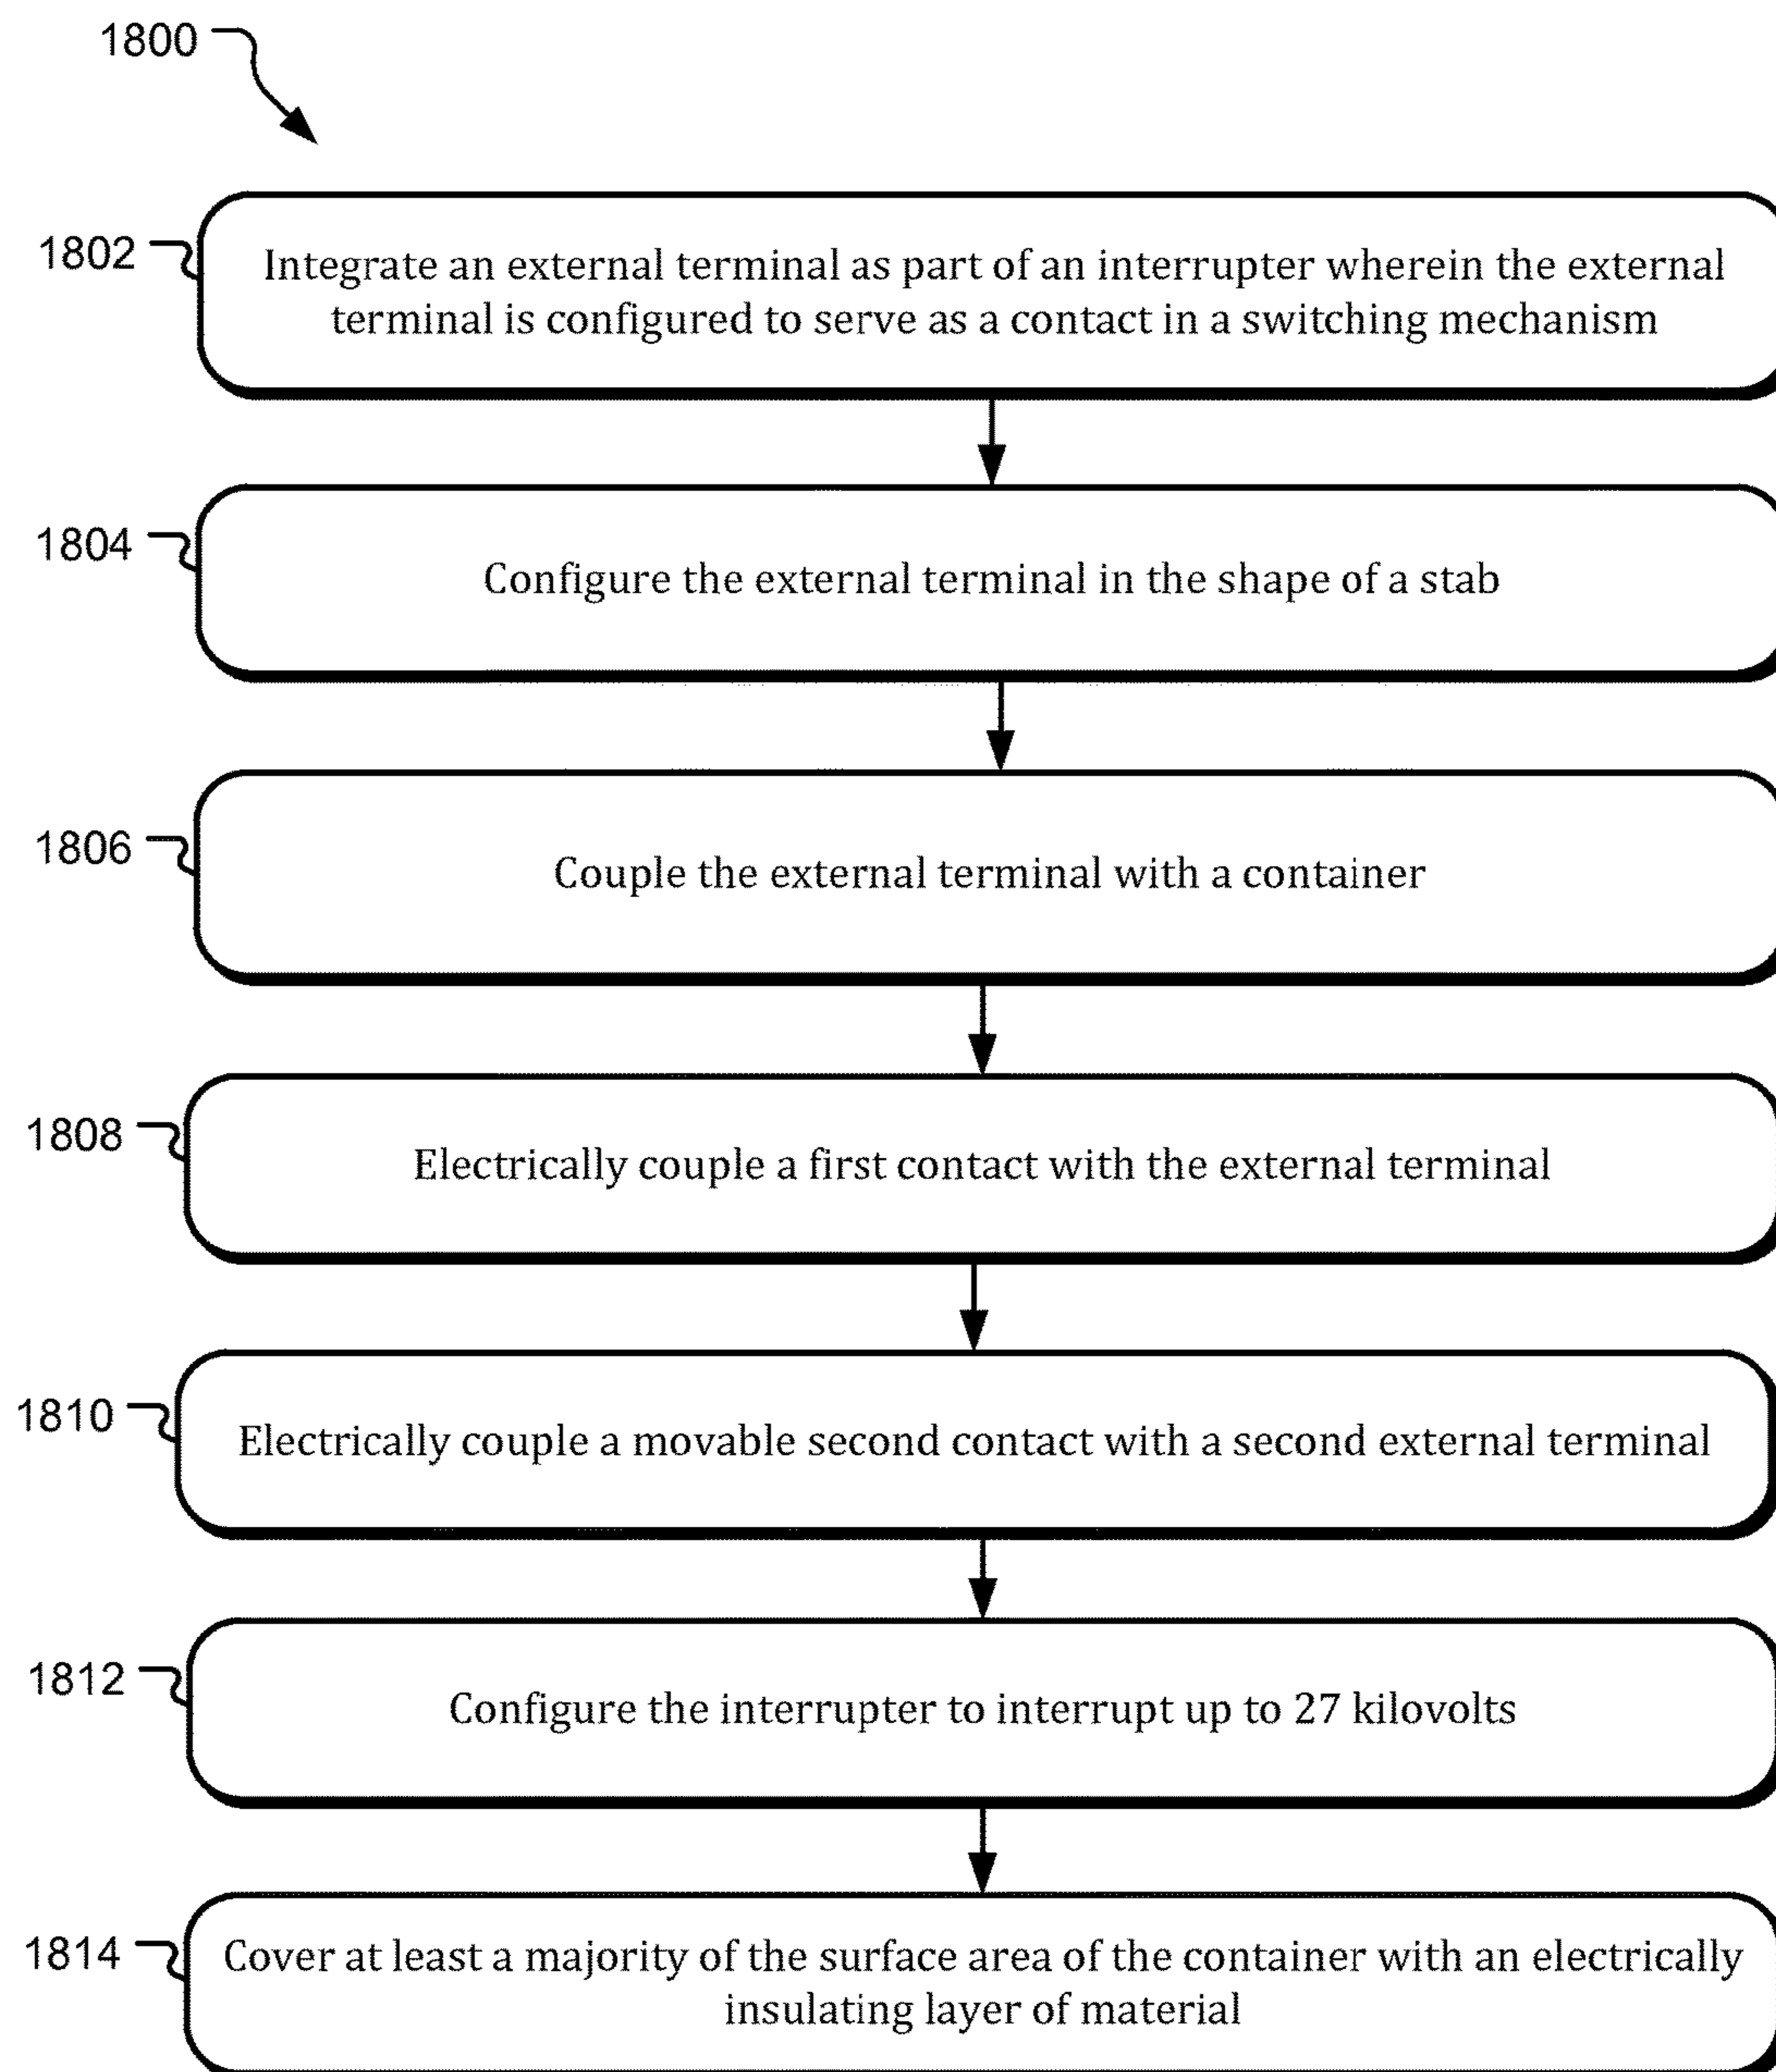 1800
1802
Integrate an external terminal as part of an interrupter wherein the external
terminal is configured to serve as a contact in a switching mechanism
1804
Configure the external terminal in the shape of a stab
1806
Couple the external terminal with a container
1808
Electrically couple a first contact with the external terminal
1810
Electrically couple a movable second contact with a second external terminal
1812
Configure the interrupter to interrupt up to 27 kilovolts
1814
Cover at least a majority of the surface area of the container with an electrically
insulating layer of material